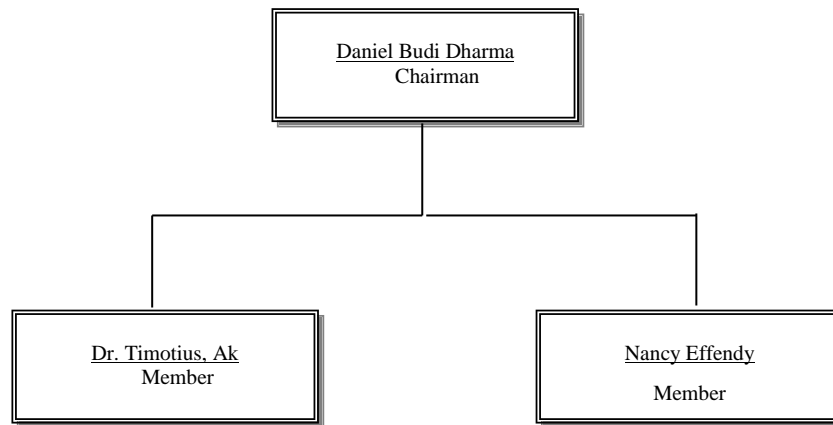 Daniel Budi Dharma
Chairman
Dr. Timotius, Ak
Member
Nancy Effendy
Member